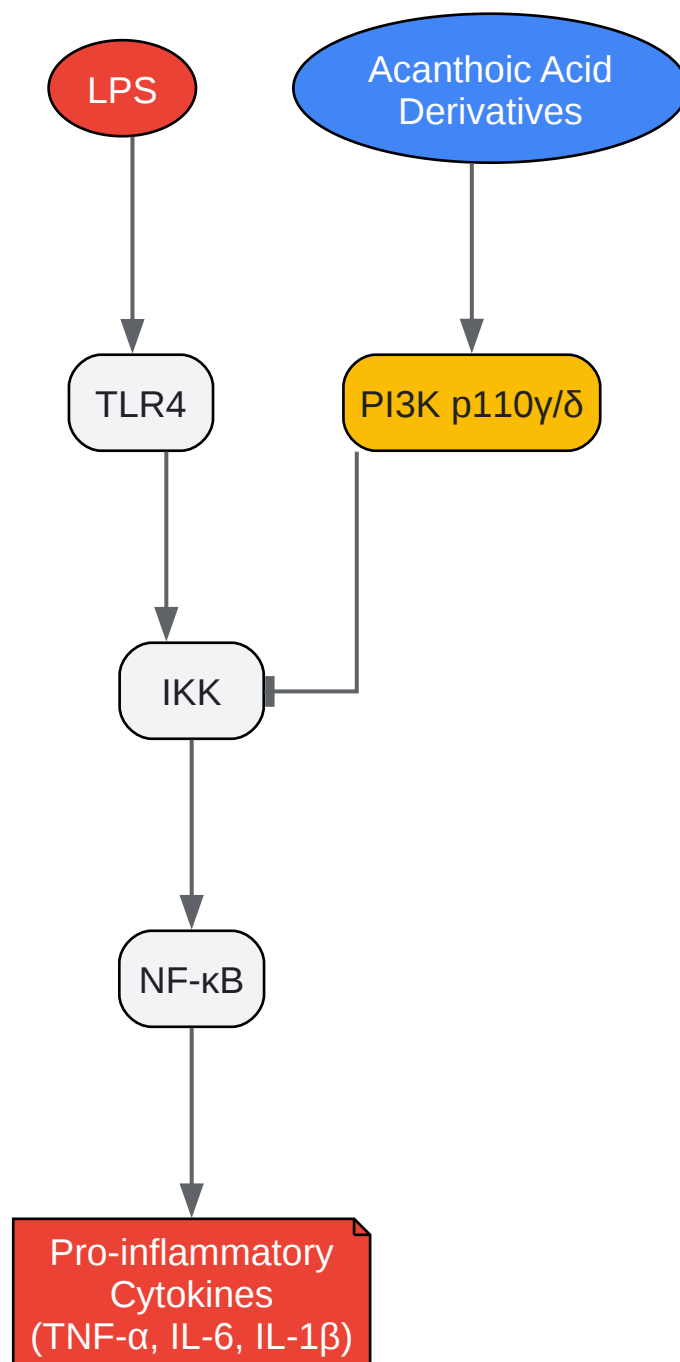 LPS
Acanthoic Acid
Derivatives
TLR4
PI3K p110γ/δ
IKK
NF-κB
Pro-inflammatory
Cytokines
(TNF-α, IL-6, IL-1β)